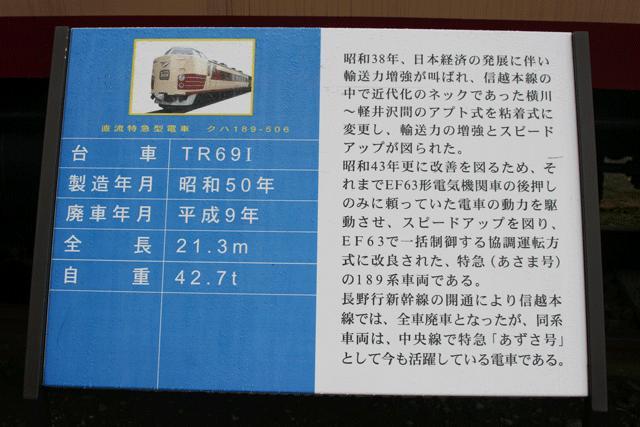 直流特急型電車 クハ189-506
台車 TR69I
製造年月 昭和50年
廃車年月 平成9年
全長 21.3m
自重 42.7t
昭和38年、日本経済の発展に伴い
輸送力増強が叫ばれ、信越本線の
中で近代化のネックであった横川
～軽井沢間のアプト式を粘着式に
変更し、輸送力の増強とスピード
アップが図られた。
昭和43年更に改善を図るため、そ
れまでEF63形電気機関車の後押し
のみに頼っていた電車の動力を駆
動させ、スピードアップを図り、
EF63で一括制御する協調運転方
式に改良された、特急（あさま号）
の189系車両である。
長野行新幹線の開通により信越本
線では、全車廃車となったが、同系
車両は、中央線で特急「あずさ号」
として今も活躍している電車である。